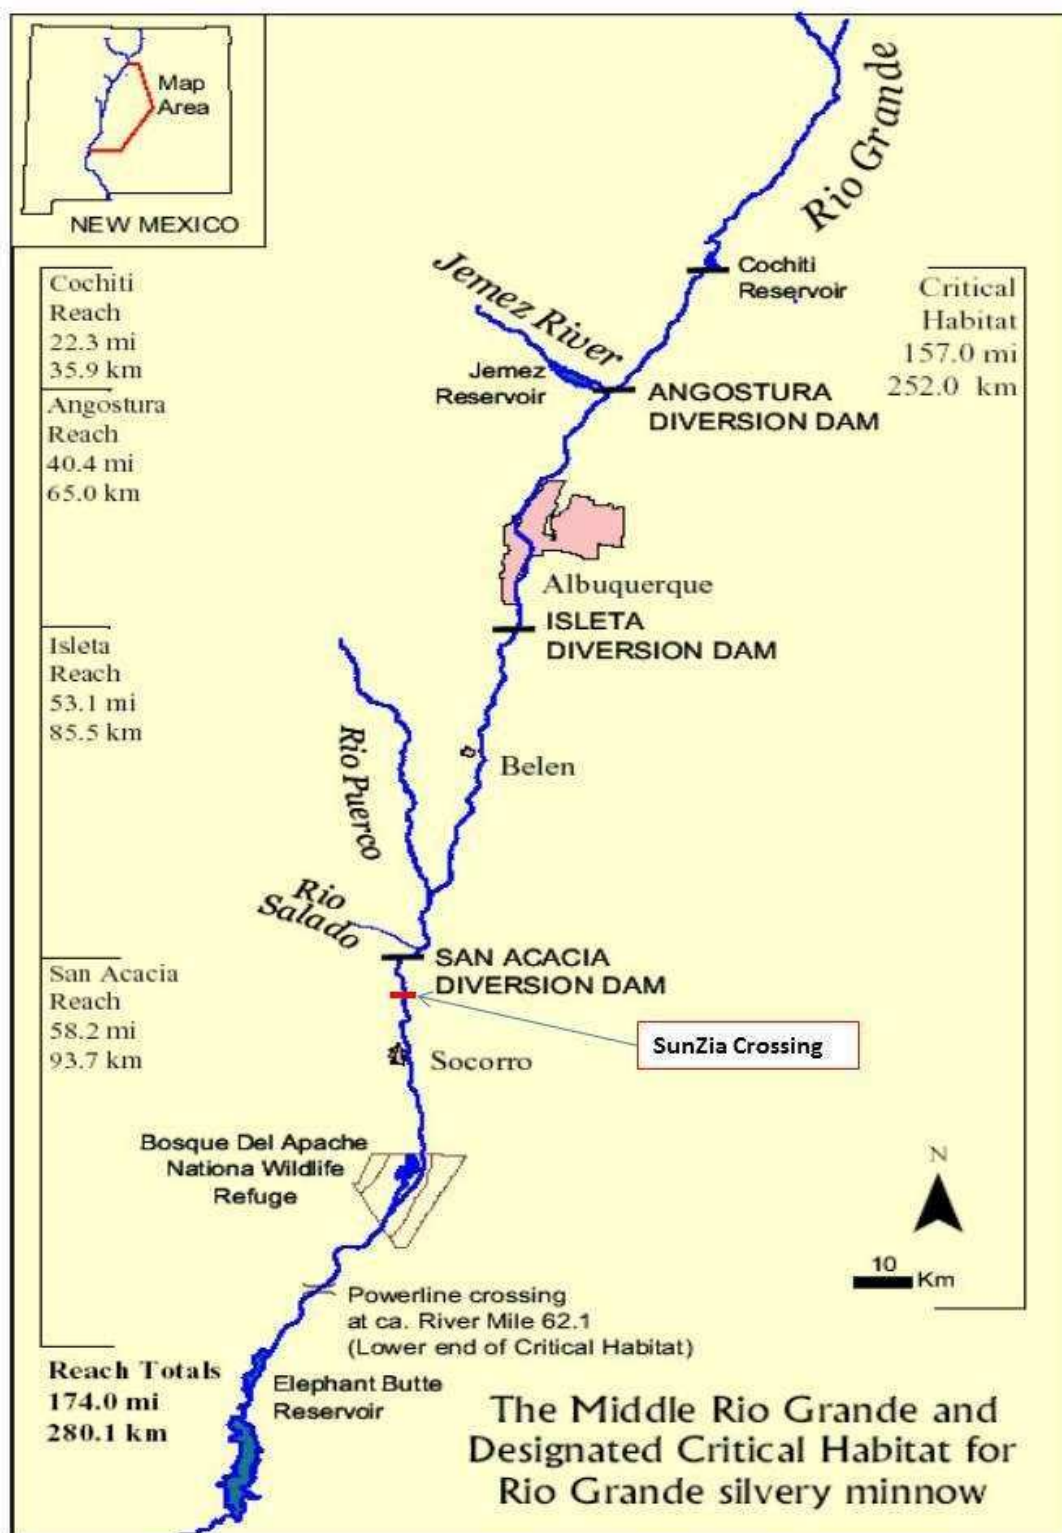 Map
Area
NEW MEXICO
Rio Grande
Cochiti
Reach
22.3 mi
35.9 km
Jemez River
Cochiti
Reservoir
Critical
Habitat
157.0 mi
252.0 km
Jemez
Reservoir
ANGOSTURA
DIVERSION DAM
Angostura
Reach
40.4 mi
65.0 km
Albuquerque
ISLETA
DIVERSION DAM
Isleta
Reach
53.1 mi
85.5 km
Rio Puerco
Belen
Rio
Salado
SAN ACACIA
DIVERSION DAM
San Acacia
Reach
58.2 mi
93.7 km
SunZia Crossing
Socorro
Bosque Del Apache
Nationa Wildlife
Refuge
N
10
Km
Powerline crossing
at ca. River Mile 62.1
(Lower end of Critical Habitat)
Reach Totals
174.0 mi
280.1 km
Elephant Butte
Reservoir
The Middle Rio Grande and
Designated Critical Habitat for
Rio Grande silvery minnow